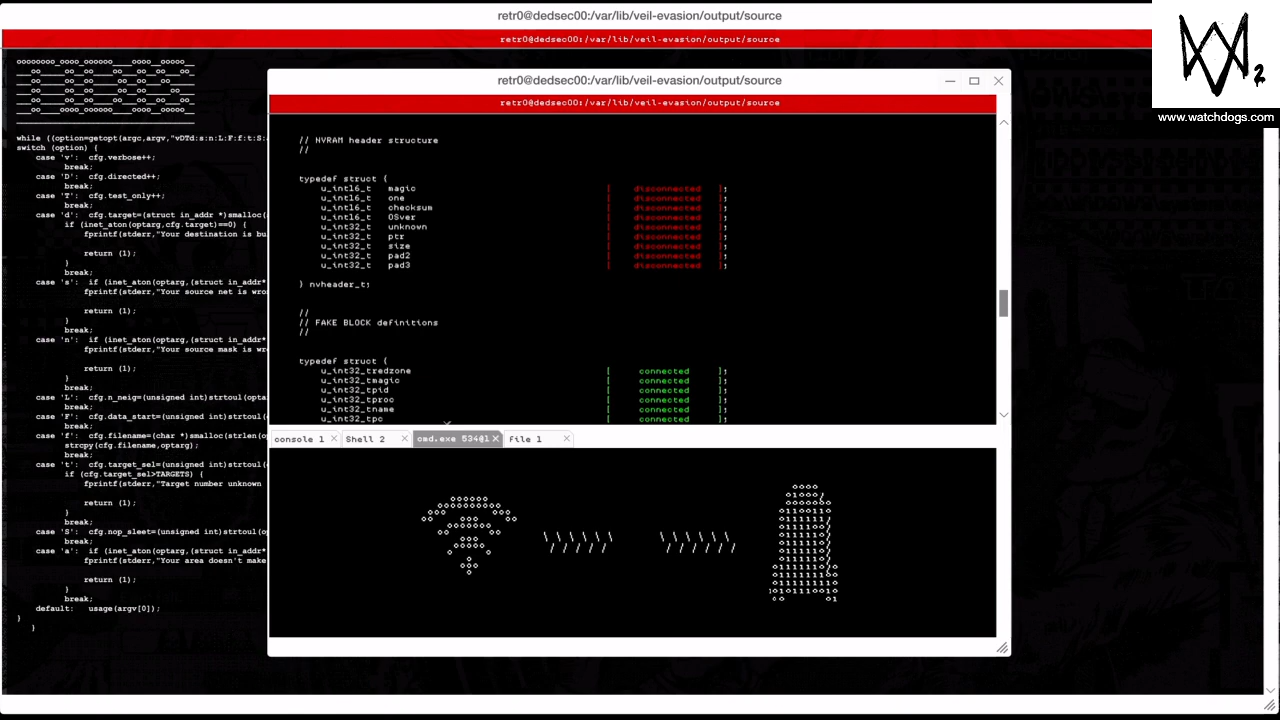 retr0@dedsec00:/var/lib/veil-evasion/output/source
retr0@dedsec00:/var/lib/veil-evasion/output/source
2
www.watchdogs.com
while ((option=getopt(argc,argv,"vDTd:s:n:L:F:f:t:S:
switch (option) {
case 'v': cfg.verbose++;
break;
case 'D': cfg.directed++;
break;
case 'T': cfg.test_only++;
break;
case 'd': cfg.target=(struct in_addr *)smalloc(
if (inet_aton(optarg,cfg.target)==0) {
fprintf(stderr,"Your destination is bu
return (1);
}
break;
case 's': if (inet_aton(optarg,(struct in_addr*
fprintf(stderr,"Your source net is wro
return (1);
}
break;
case 'n': if (inet_aton(optarg,(struct in_addr*
fprintf(stderr,"Your source mask is wr
return (1);
}
break;
case 'L': cfg.n_neig=(unsigned int)strtoul(opta
break;
case 'F': cfg.data_start=(unsigned int)strtoul(
break;
case 'f': cfg.filename=(char *)smalloc(strlen(o
strcpy(cfg.filename,optarg);
break;
case 't': cfg.target_sel=(unsigned int)strtoul(
if (cfg.target_sel>TARGETS) {
fprintf(stderr,"Target number unknown
return (1);
}
break;
case 'S': cfg.nop_sleet=(unsigned int)strtoul(op
break;
case 'a': if (inet_aton(optarg,(struct in_addr*
fprintf(stderr,"Your area doesn't make
return (1);
}
break;
default: usage(argv[0]);
}
}
retr0@dedsec00:/var/lib/veil-evasion/output/source
retr0@dedsec00:/var/lib/veil-evasion/output/source
// NVRAM header structure
//
typedef struct {
u_int16_t magic [ disconnected ];
u_int16_t one [ disconnected ];
u_int16_t checksum [ disconnected ];
u_int16_t OSver [ disconnected ];
u_int32_t unknown [ disconnected ];
u_int32_t ptr [ disconnected ];
u_int32_t size [ disconnected ];
u_int32_t pad2 [ disconnected ];
u_int32_t pad3 [ disconnected ];
} nvheader_t;
//
// FAKE BLOCK definitions
//
typedef struct {
u_int32_tredzone [ connected ];
u_int32_tmagic [ connected ];
u_int32_tpid [ connected ];
u_int32_tproc [ connected ];
u_int32_tname [ connected ];
u_int32_tpc [ connected ];
console 1 Shell 2 cmd.exe 534@1 File 1